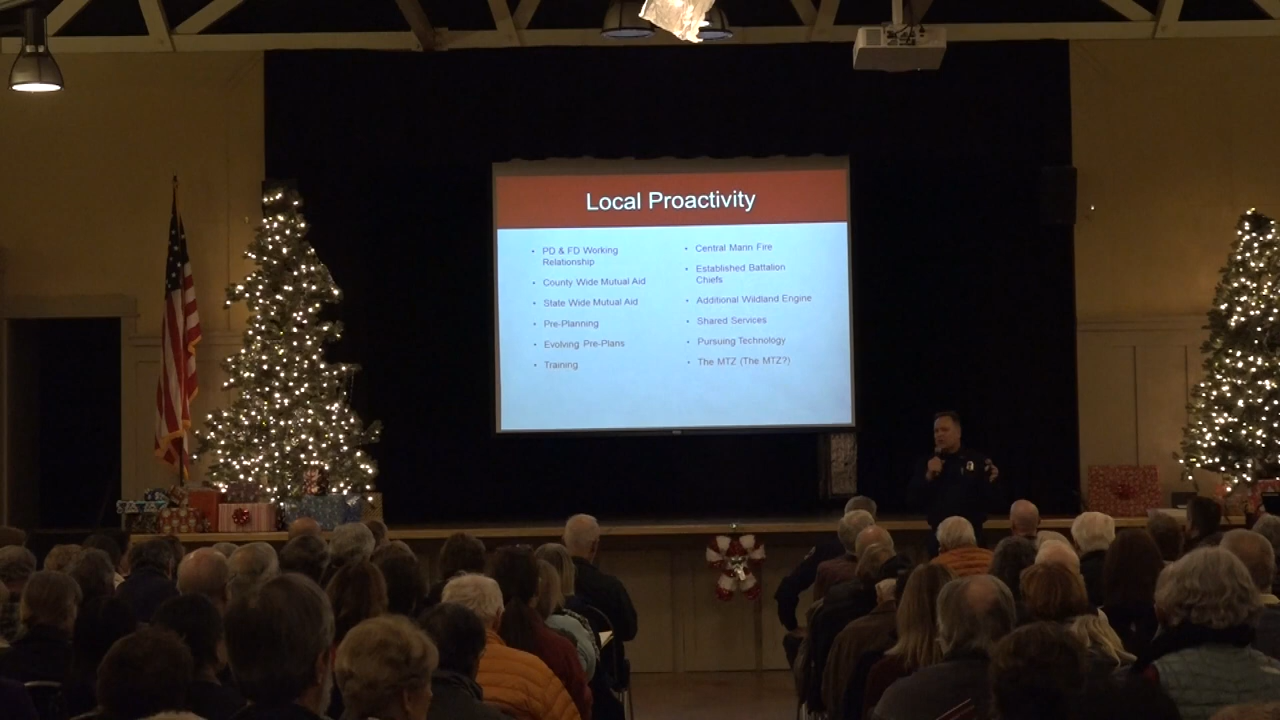 Local Proactivity
• PD & FD Working
Relationship
• County Wide Mutual Aid
• State Wide Mutual Aid
• Pre-Planning
• Evolving Pre-Plans
• Training
• Central Marin Fire
• Established Battalion
Chiefs
• Additional Wildland Engine
• Shared Services
• Pursuing Technology
• The MTZ (The MTZ?)